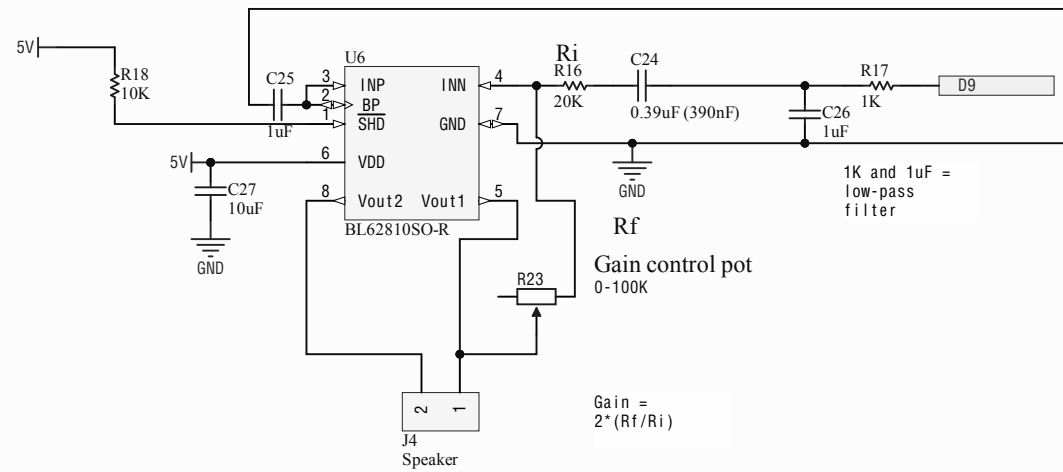 5V
R18
10K
C25
1uF
U6
3
INP
2
BP
1
SHD
6
VDD
8
Vout2
INN
4
GND
7
Vout1
5
BL62810SO-R
5V
C27
10uF
GND
Ri
R16
20K
C24
0.39uF (390nF)
R17
1K
D9
C26
1uF
GND
1K and 1uF =
low-pass
filter
Rf
Gain control pot
0-100K
R23
2
1
J4
Speaker
Gain =
2*(Rf/Ri)